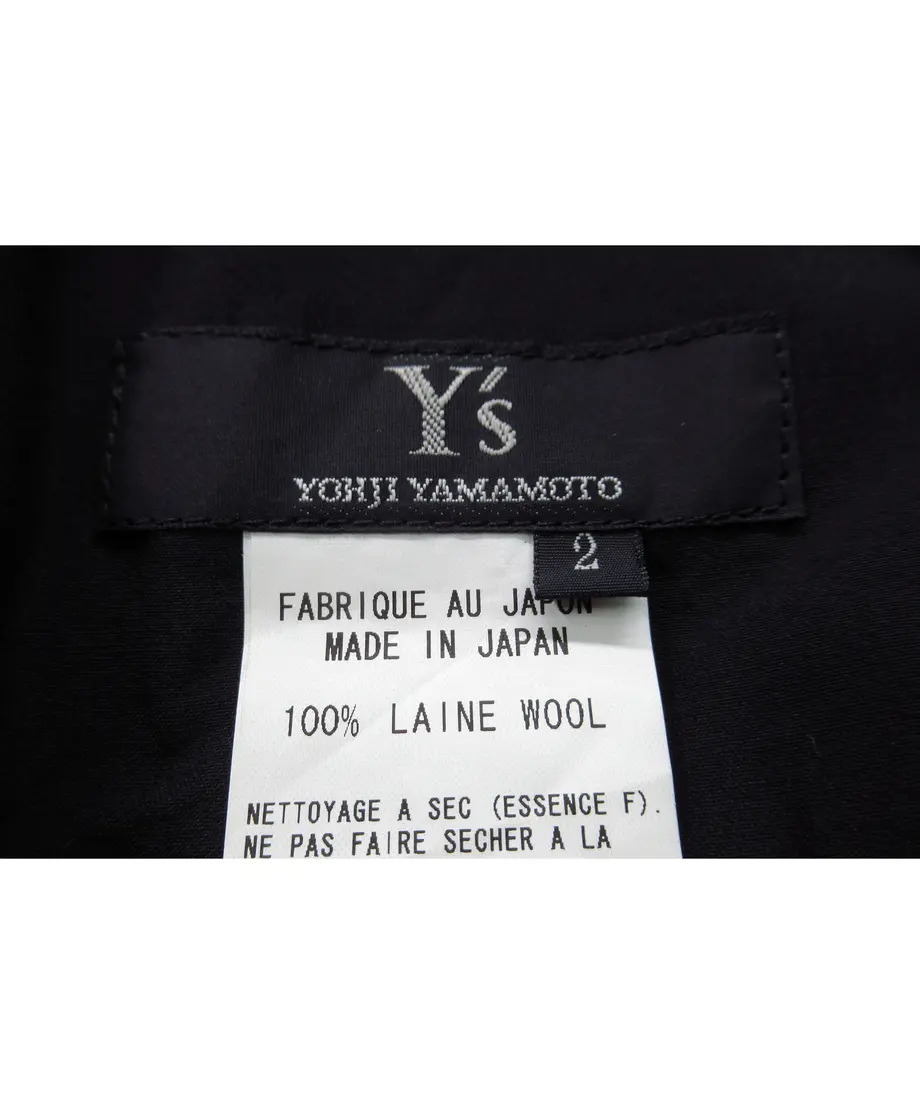 Y's
YOHJI YAMAMOTO
2
FABRIQUE AU JAPON
MADE IN JAPAN
100% LAINE WOOL
NETTOYAGE A SEC (ESSENCE F).
NE PAS FAIRE SECHER A LA